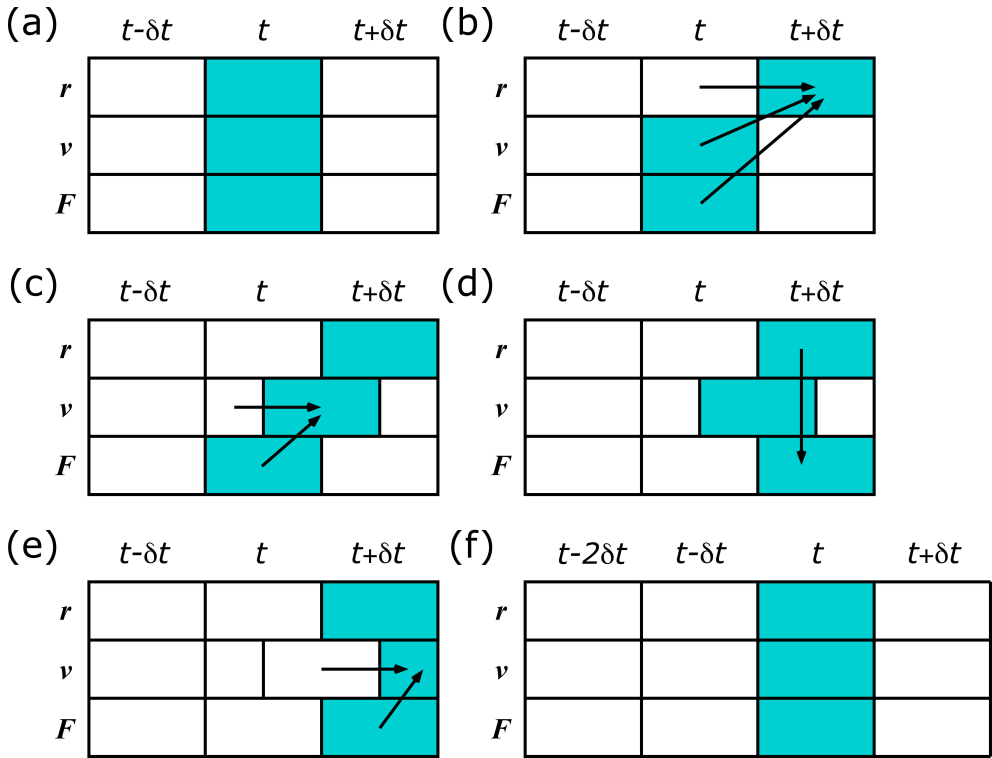 (a) t-δt t t+δt
r
v
F
(b) t-δt t t+δt
r
v
F
(c) t-δt t t+δt
r
v
F
(d) t-δt t t+δt
r
v
F
(e) t-δt t t+δt
r
v
F
(f) t-2δt t-δt t t+δt
r
v
F